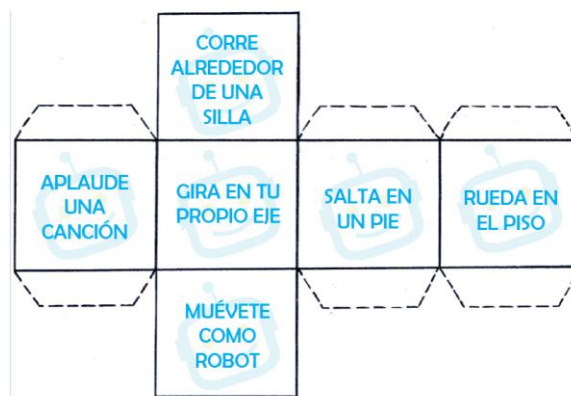 CORRE
ALREDEDOR
DE UNA
SILLA
APLAUDE
UNA
CANCIÓN
GIRA EN TU
PROPIO EJE
SALTA EN
UN PIE
RUEDA EN
EL PISO
MUÉVETE
COMO
ROBOT